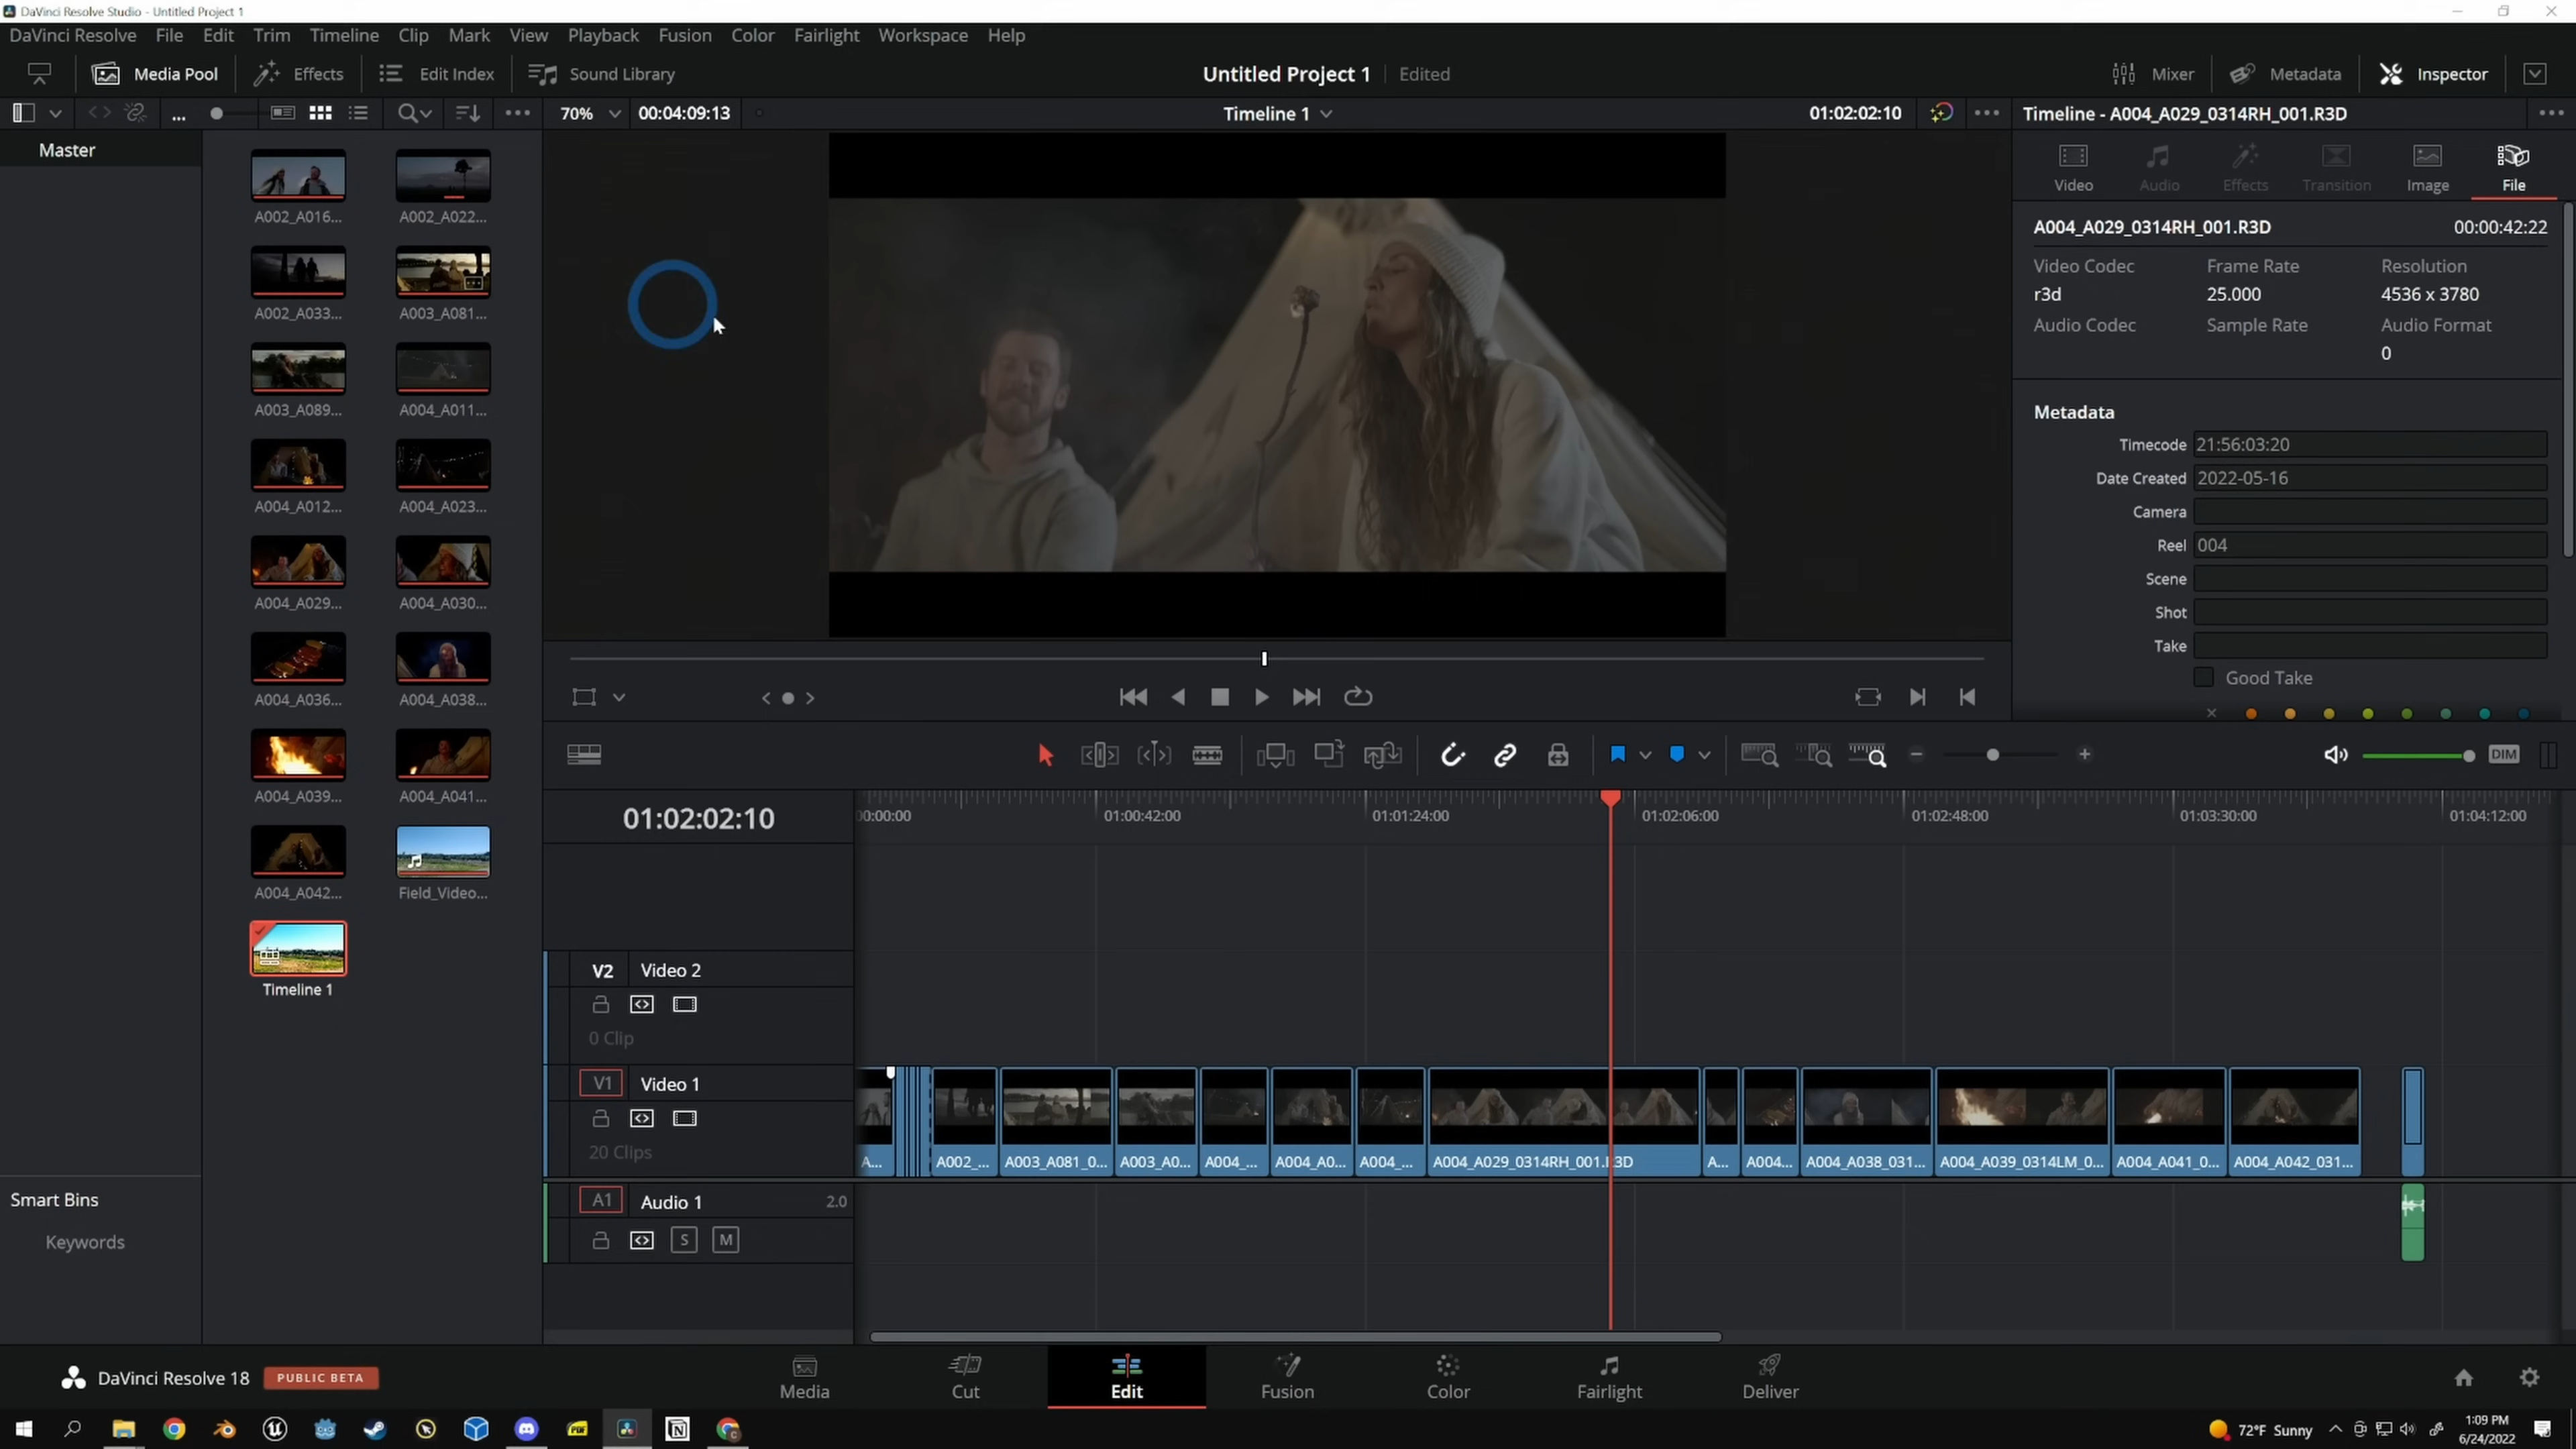 DaVinci Resolve Studio - Untitled Project 1
DaVinci Resolve File Edit Trim Timeline Clip Mark View Playback Fusion Color Fairlight Workspace Help
Media Pool Effects Edit Index Sound Library Untitled Project 1 Edited Mixer Metadata Inspector
70% 00:04:09:13 Timeline 1 01:02:02:10 Timeline - A004_A029_0314RH_001.R3D
Master
A002_A016... A002_A022...
A002_A033... A003_A081...
A003_A089... A004_A011...
A004_A012... A004_A023...
A004_A029... A004_A030...
A004_A036... A004_A038...
A004_A039... A004_A041...
A004_A042... Field_Video...
Timeline 1
Smart Bins
Keywords
Video Audio Effects Transition Image File
A004_A029_0314RH_001.R3D 00:00:42:22
Video Codec Frame Rate Resolution
r3d 25.000 4536 x 3780
Audio Codec Sample Rate Audio Format
0
Metadata
Timecode 21:56:03:20
Date Created 2022-05-16
Camera
Reel 004
Scene
Shot
Take
Good Take
DIM
01:02:02:10 00:00:00 01:00:42:00 01:01:24:00 01:02:06:00 01:02:48:00 01:03:30:00 01:04:12:00
V2 Video 2
0 Clip
V1 Video 1
20 Clips
A... A002_... A003_A081_0... A003_A0... A004_... A004_A0... A004_... A004_A029_0314RH_001.R3D A... A004... A004_A038_031... A004_A039_0314LM_0... A004_A041_0... A004_A042_031...
A1 Audio 1 2.0
S M
DaVinci Resolve 18 PUBLIC BETA
Media Cut Edit Fusion Color Fairlight Deliver
72°F Sunny 1:09 PM
6/24/2022